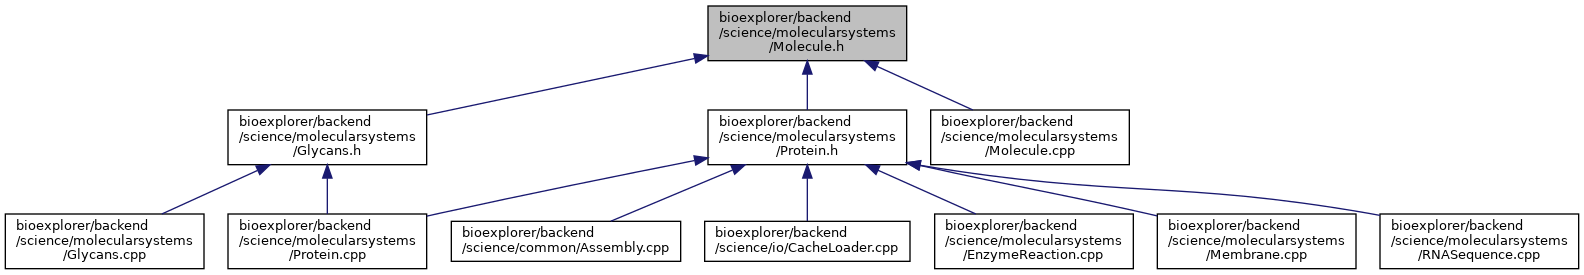 bioexplorer/backend
/science/molecularsystems
/Molecule.h
bioexplorer/backend
/science/molecularsystems
/Glycans.h
bioexplorer/backend
/science/molecularsystems
/Protein.h
bioexplorer/backend
/science/molecularsystems
/Molecule.cpp
bioexplorer/backend
/science/molecularsystems
/Glycans.cpp
bioexplorer/backend
/science/molecularsystems
/Protein.cpp
bioexplorer/backend
/science/common/Assembly.cpp
bioexplorer/backend
/science/io/CacheLoader.cpp
bioexplorer/backend
/science/molecularsystems
/EnzymeReaction.cpp
bioexplorer/backend
/science/molecularsystems
/Membrane.cpp
bioexplorer/backend
/science/molecularsystems
/RNASequence.cpp